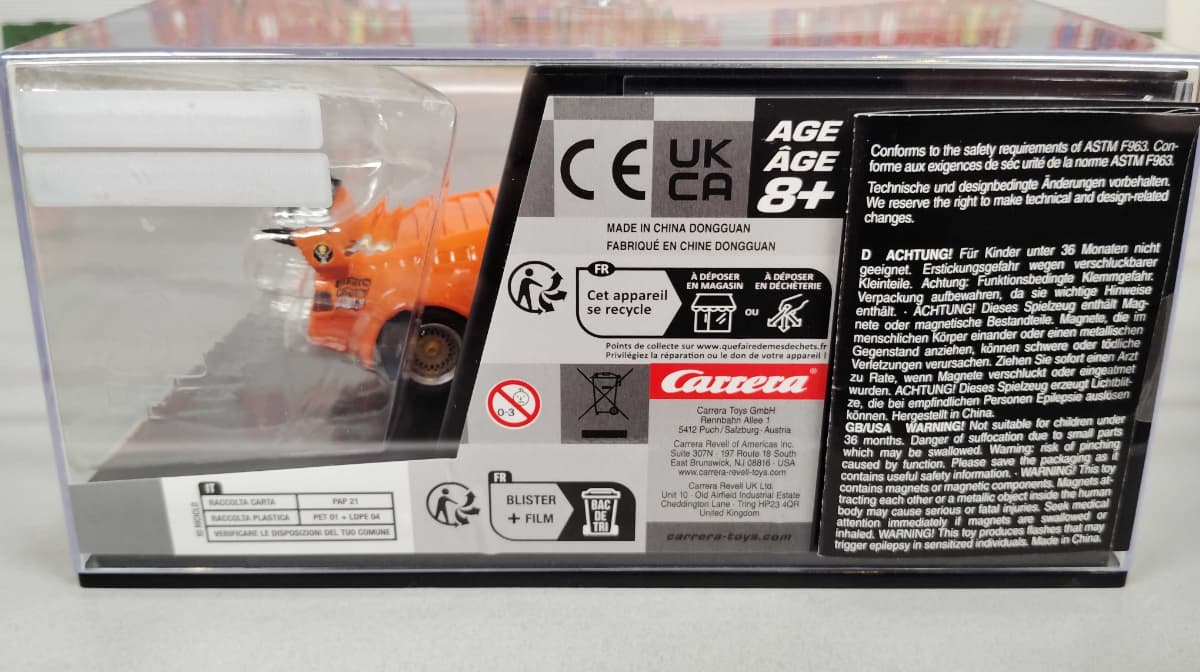 CE
UK
CA
AGE
ÂGE
8+
MADE IN CHINA DONGGUAN
FABRIQUÉ EN CHINE DONGGUAN
FR
Cet appareil
se recycle
À DÉPOSER
EN MAGASIN
OU
À DÉPOSER
EN DÉCHÈTERIE
Points de collecte sur www.quefairedemesdechets.fr
Privilégiez la réparation ou le don de votre appareil !
0-3
Carrera®
Carrera Toys GmbH
Rennbahn Allee 1
5412 Puch/Salzburg · Austria
Carrera Revell of Americas Inc.
Suite 307N · 197 Route 18 South
East Brunswick, NJ 08816 · USA
www.carrera-revell-toys.com
Carrera Revell UK Ltd.
Unit 10 · Old Airfield Industrial Estate
Cheddington Lane · Tring HP23 4QR
United Kingdom
carrera-toys.com
IT
RACCOLTA CARTA PAP 21
RACCOLTA PLASTICA PET 01 + LDPE 04
VERIFICARE LE DISPOSIZIONI DEL TUO COMUNE
FR
BLISTER
+ FILM
BAC
DE
TRI
Conforms to the safety requirements of ASTM F963. Con-
forme aux exigences de séc urité de la norme ASTM F963.
Technische und designbedingte Änderungen vorbehalten.
We reserve the right to make technical and design-related
changes.
D ACHTUNG! Für Kinder unter 36 Monaten nicht
geeignet. Erstickungsgefahr wegen verschluckbarer
Kleinteile. Achtung: Funktionsbedingte Klemmgefahr.
Verpackung aufbewahren, da sie wichtige Hinweise
enthält. · ACHTUNG! Dieses Spielzeug enthält Mag-
nete oder magnetische Bestandteile. Magnete, die im
menschlichen Körper einander oder einen metallischen
Gegenstand anziehen, können schwere oder tödliche
Verletzungen verursachen. Ziehen Sie sofort einen Arzt
zu Rate, wenn Magnete verschluckt oder eingeatmet
wurden. ACHTUNG! Dieses Spielzeug erzeugt Lichtblit-
ze, die bei empfindlichen Personen Epilepsie auslösen
können. Hergestellt in China.
GB/USA WARNING! Not suitable for children under
36 months. Danger of suffocation due to small parts
which may be swallowed. Warning: risk of pinching
caused by function. Please save the packaging as it
contains useful safety information. · WARNING! This toy
contains magnets or magnetic components. Magnets at-
tracting each other or a metallic object inside the human
body may cause serious or fatal injuries. Seek medical
attention immediately if magnets are swallowed or
inhaled. WARNING! This toy produces flashes that may
trigger epilepsy in sensitized individuals. Made in China.